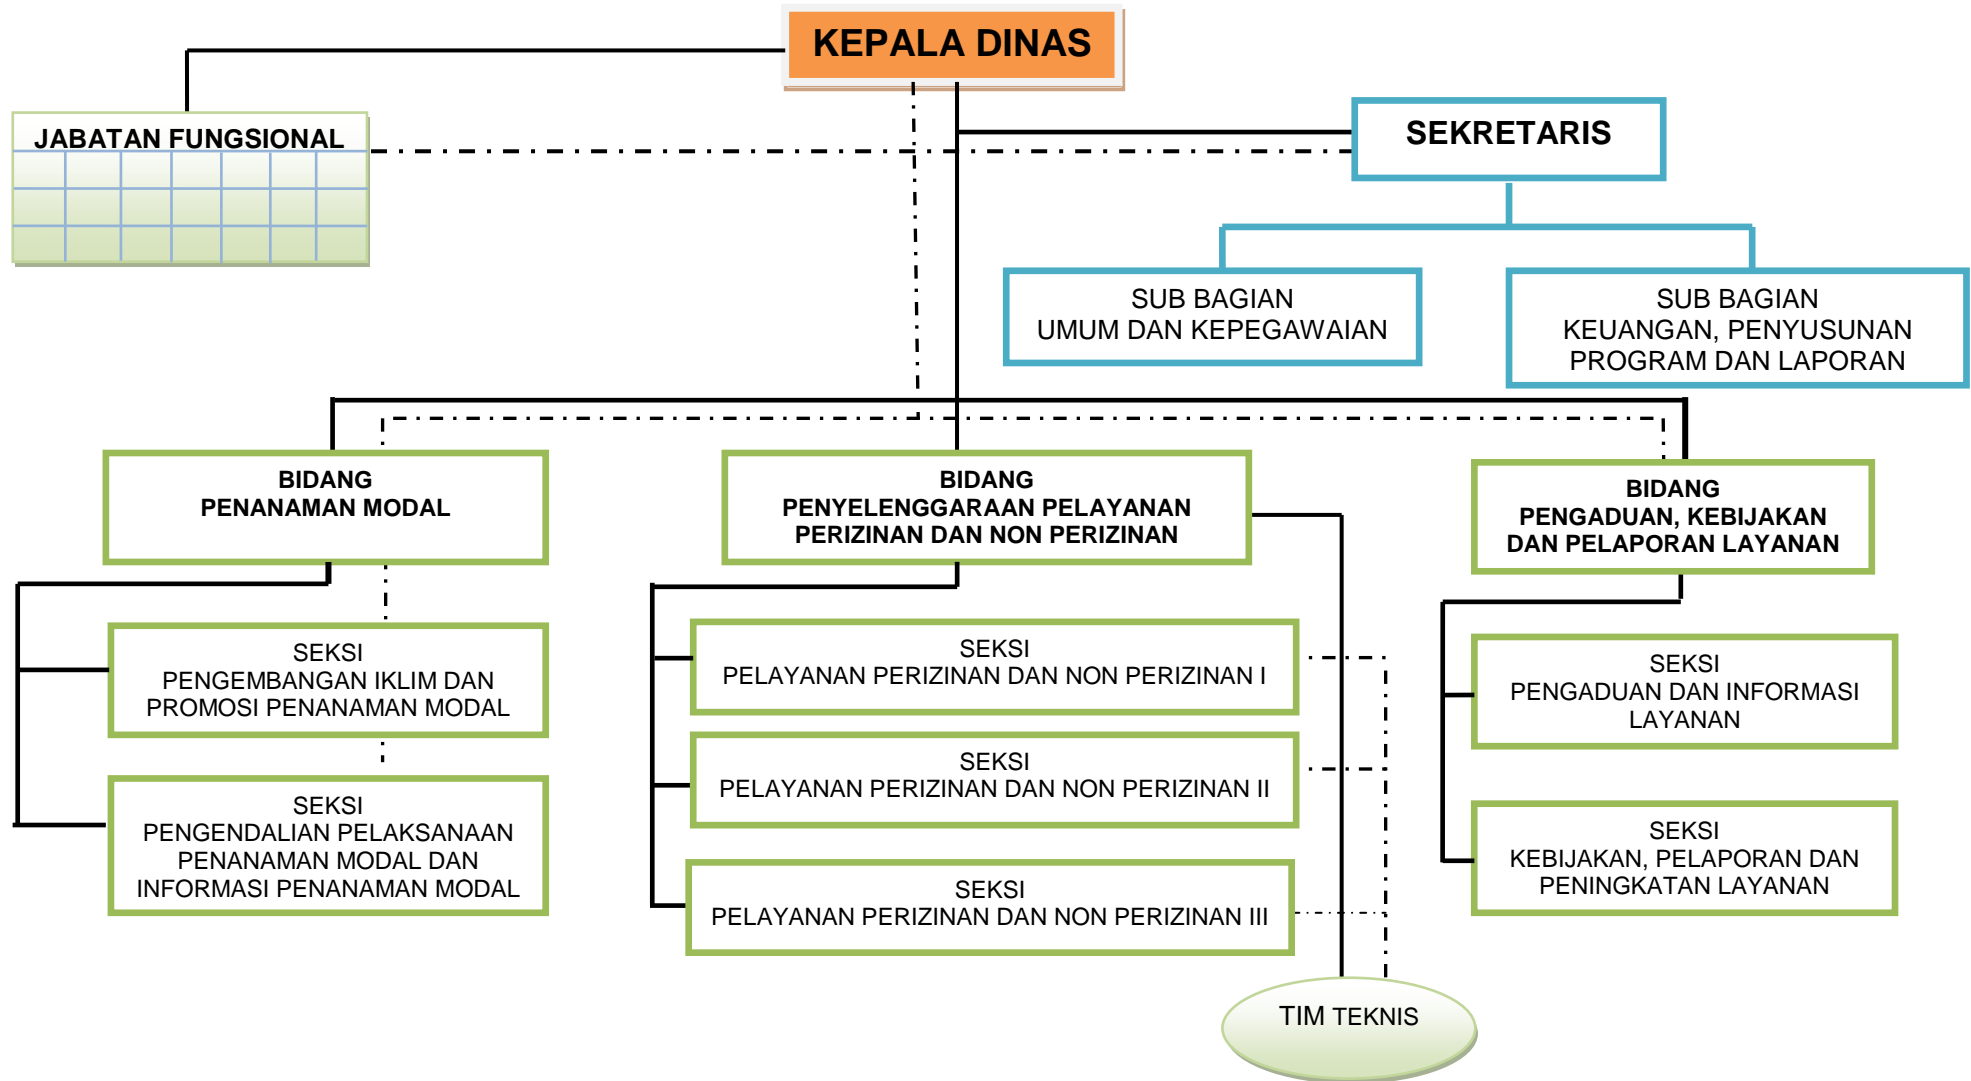 KEPALA DINAS
JABATAN FUNGSIONAL
SEKRETARIS
SUB BAGIAN
UMUM DAN KEPEGAWAIAN
SUB BAGIAN
KEUANGAN, PENYUSUNAN
PROGRAM DAN LAPORAN
BIDANG
PENANAMAN MODAL
BIDANG
PENYELENGGARAAN PELAYANAN
PERIZINAN DAN NON PERIZINAN
BIDANG
PENGADUAN, KEBIJAKAN
DAN PELAPORAN LAYANAN
SEKSI
PENGEMBANGAN IKLIM DAN
PROMOSI PENANAMAN MODAL
SEKSI
PENGENDALIAN PELAKSANAAN
PENANAMAN MODAL DAN
INFORMASI PENANAMAN MODAL
SEKSI
PELAYANAN PERIZINAN DAN NON PERIZINAN I
SEKSI
PELAYANAN PERIZINAN DAN NON PERIZINAN II
SEKSI
PELAYANAN PERIZINAN DAN NON PERIZINAN III
SEKSI
PENGADUAN DAN INFORMASI
LAYANAN
SEKSI
KEBIJAKAN, PELAPORAN DAN
PENINGKATAN LAYANAN
TIM TEKNIS